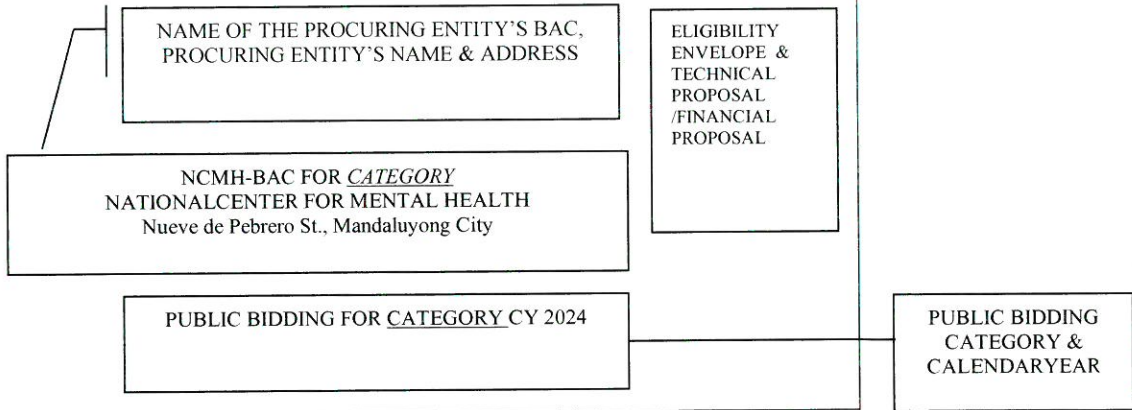 NAME OF THE PROCURING ENTITY'S BAC,
PROCURING ENTITY'S NAME & ADDRESS
ELIGIBILITY
ENVELOPE &
TECHNICAL
PROPOSAL
/FINANCIAL
PROPOSAL
NCMH-BAC FOR CATEGORY
NATIONALCENTER FOR MENTAL HEALTH
Nueve de Pebrero St., Mandaluyong City
PUBLIC BIDDING FOR CATEGORY CY 2024
PUBLIC BIDDING
CATEGORY &
CALENDARYEAR